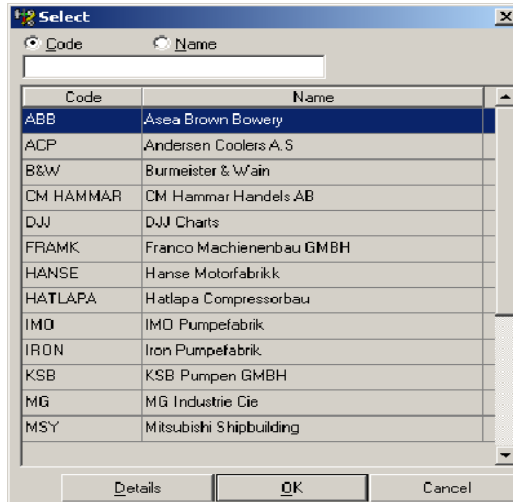 Select
Code Name
Code Name
ABB Asea Brown Bowery
ACP Andersen Coolers A.S
B&W Burmeister & Wain
CM HAMMAR CM Hammar Handels AB
DJJ DJJ Charts
FRAMK Franco Machienenbau GMBH
HANSE Hanse Motorfabrikk
HATLAPA Hatlapa Compressorbau
IMO IMO Pumpefabrik
IRON Iron Pumpefabrik
KSB KSB Pumpen GMBH
MG MG Industrie Cie
MSY Mitsubishi Shipbuilding
Details OK Cancel